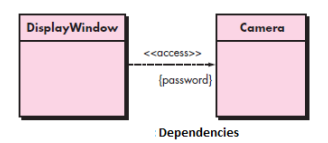 DisplayWindow
Camera
<<access>>
{password}
Dependencies